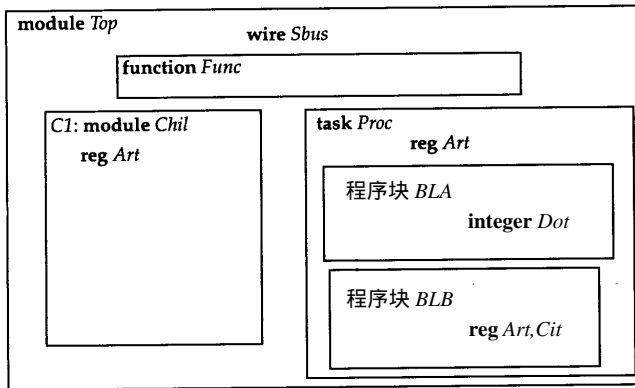 module Top
wire Sbus
function Func
C1: module Chil
reg Art
task Proc
reg Art
程序块 BLA
integer Dot
程序块 BLB
reg Art,Cit